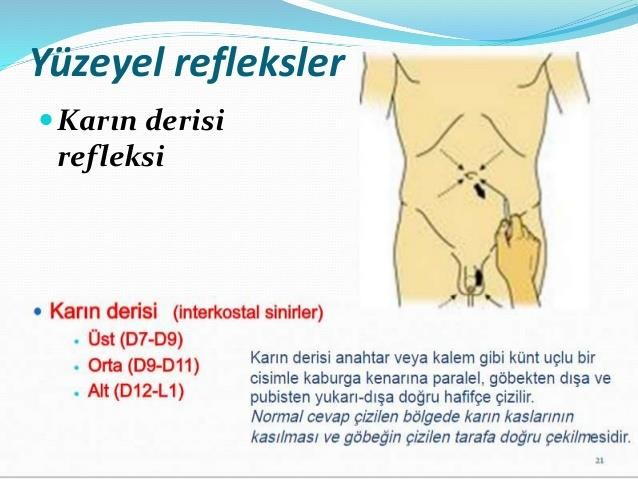 Yüzeyel refleksler
Karın derisi
refleksi
Karın derisi (interkostal sinirler)
Üst (D7-D9)
Orta (D9-D11)
Alt (D12-L1)
Karın derisi anahtar veya kalem gibi künt uçlu bir
cisimle kaburga kenarına paralel, göbekten dışa ve
pubisten yukarı-dışa doğru hafifçe çizilir.
Normal cevap çizilen bölgede karın kaslarının
kasılması ve göbeğin çizilen tarafa doğru çekilmesidir.
21